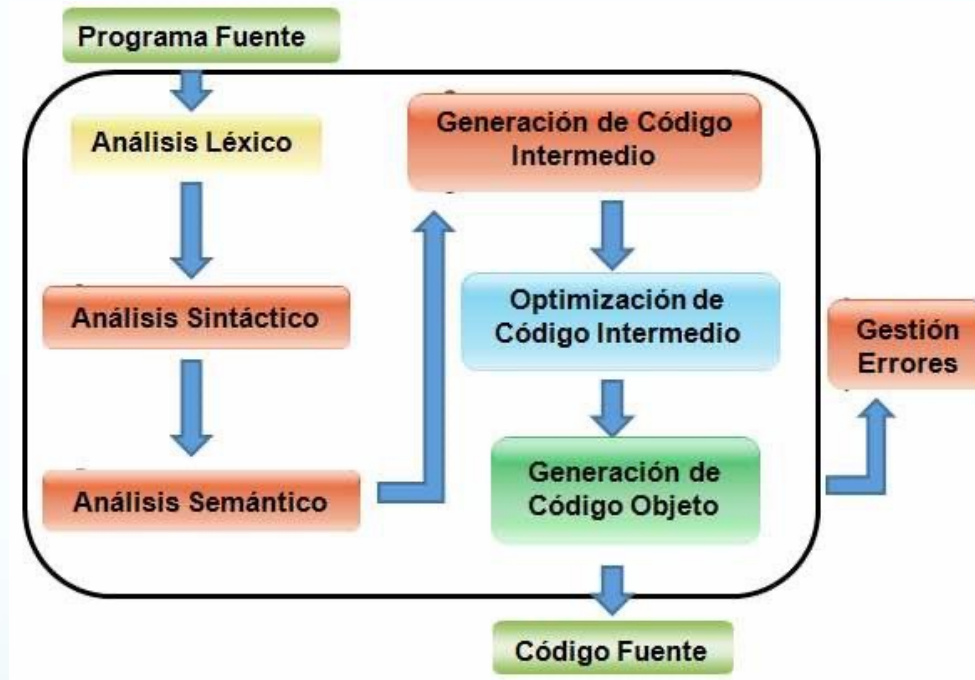 Programa Fuente
Análisis Léxico
Análisis Sintáctico
Análisis Semántico
Generación de Código
Intermedio
Optimización de
Código Intermedio
Generación de
Código Objeto
Código Fuente
Gestión
Errores